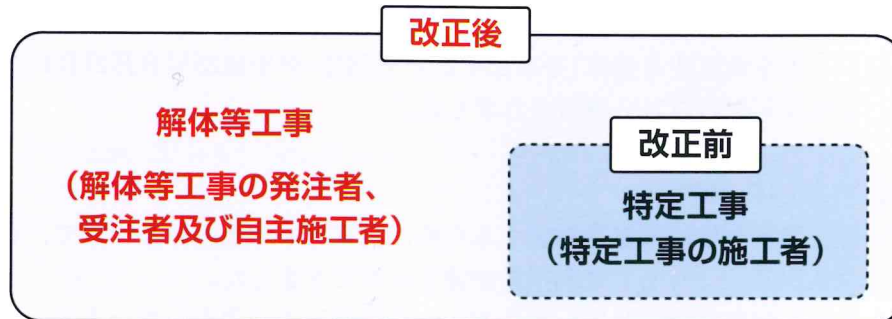 改正後
解体等工事
（解体等工事の発注者、
受注者及び自主施工者）
改正前
特定工事
（特定工事の施工者）